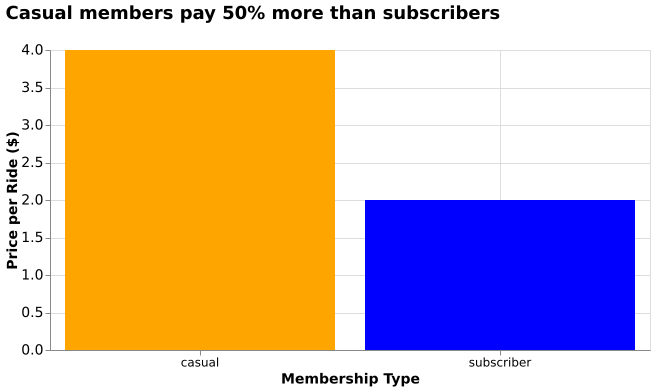 Casual members pay 50% more than subscribers
Price per Ride ($)
4.0
3.5
3.0
2.5
2.0
1.5
1.0
0.5
0.0
casual
subscriber
Membership Type